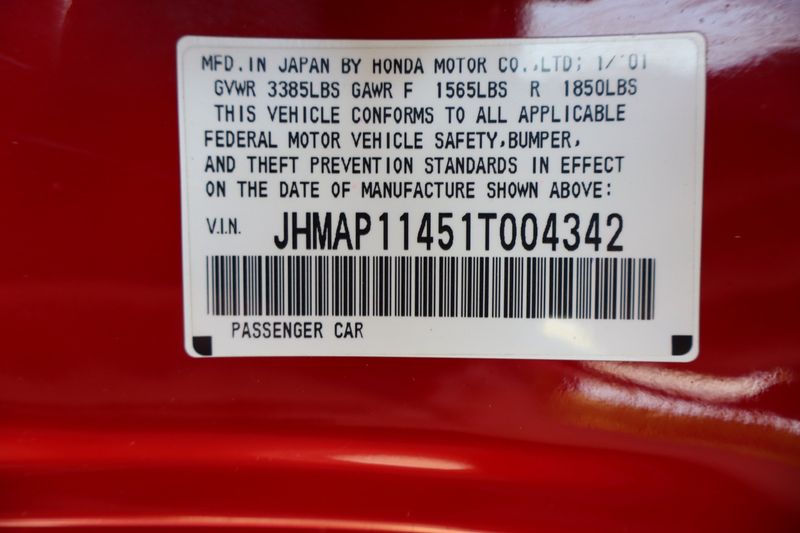 MFD. IN JAPAN BY HONDA MOTOR CO.,LTD; 1/'01
GVWR 3385LBS GAWR F 1565LBS R 1850LBS
THIS VEHICLE CONFORMS TO ALL APPLICABLE
FEDERAL MOTOR VEHICLE SAFETY,BUMPER,
AND THEFT PREVENTION STANDARDS IN EFFECT
ON THE DATE OF MANUFACTURE SHOWN ABOVE:
V.I.N. JHMAP11451T004342
PASSENGER CAR